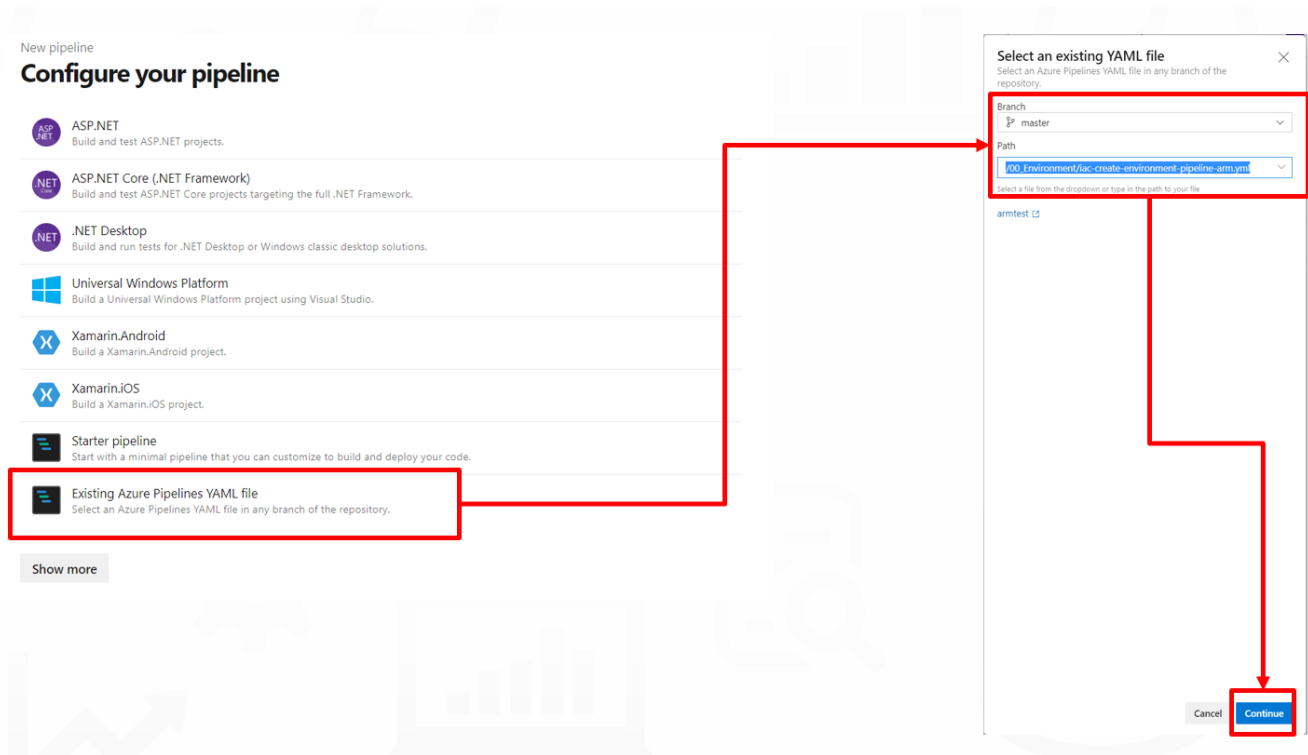 New pipeline
Configure your pipeline
ASP.NET
ASP.NET
Build and test ASP.NET projects.
.NET Core
ASP.NET Core (.NET Framework)
Build and test ASP.NET Core projects targeting the full .NET Framework.
.NET
.NET Desktop
Build and run tests for .NET Desktop or Windows classic desktop solutions.
Universal Windows Platform
Build a Universal Windows Platform project using Visual Studio.
Xamarin.Android
Build a Xamarin.Android project.
Xamarin.iOS
Build a Xamarin.iOS project.
Starter pipeline
Start with a minimal pipeline that you can customize to build and deploy your code.
Existing Azure Pipelines YAML file
Select an Azure Pipelines YAML file in any branch of the repository.
Show more
Select an existing YAML file
Select an Azure Pipelines YAML file in any branch of the
repository.
Branch
master
Path
/00_Environment/iac-create-environment-pipeline-arm.yml
Select a file from the dropdown or type in the path to your file
armtest
Cancel
Continue